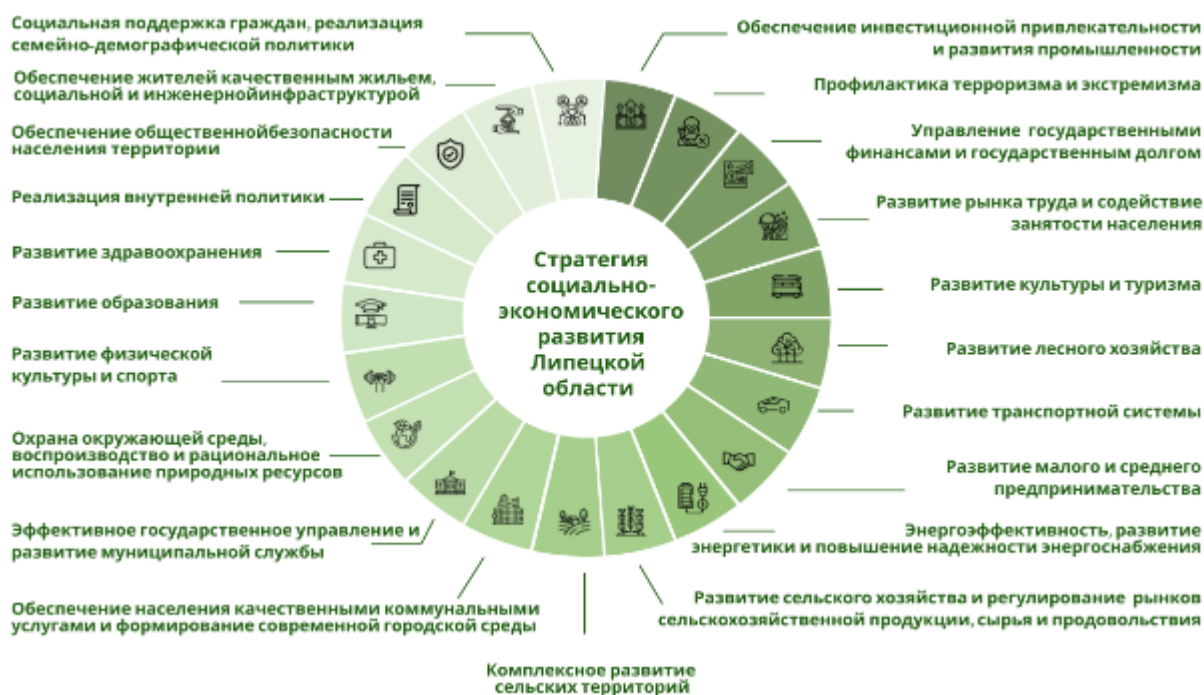 Социальная поддержка граждан, реализация
семейно-демографической политики
Обеспечение жителей качественным жильем,
социальной и инженернойинфраструктурой
Обеспечение общественнойбезопасности
населения территории
Реализация внутренней политики
Развитие здравоохранения
Развитие образования
Развитие физической
культуры и спорта
Охрана окружающей среды,
воспроизводство и рациональное
использование природных ресурсов
Эффективное государственное управление и
развитие муниципальной службы
Обеспечение населения качественными коммунальными
услугами и формирование современной городской среды
Комплексное развитие
сельских территорий
Стратегия
социально-
экономического
развития
Липецкой
области
Обеспечение инвестиционной привлекательности
и развития промышленности
Профилактика терроризма и экстремизма
Управление государственными
финансами и государственным долгом
Развитие рынка труда и содействие
занятости населения
Развитие культуры и туризма
Развитие лесного хозяйства
Развитие транспортной системы
Развитие малого и среднего
предпринимательства
Энергоэффективность, развитие
энергетики и повышение надежности энергоснабжения
Развитие сельского хозяйства и регулирование рынков
сельскохозяйственной продукции, сырья и продовольствия